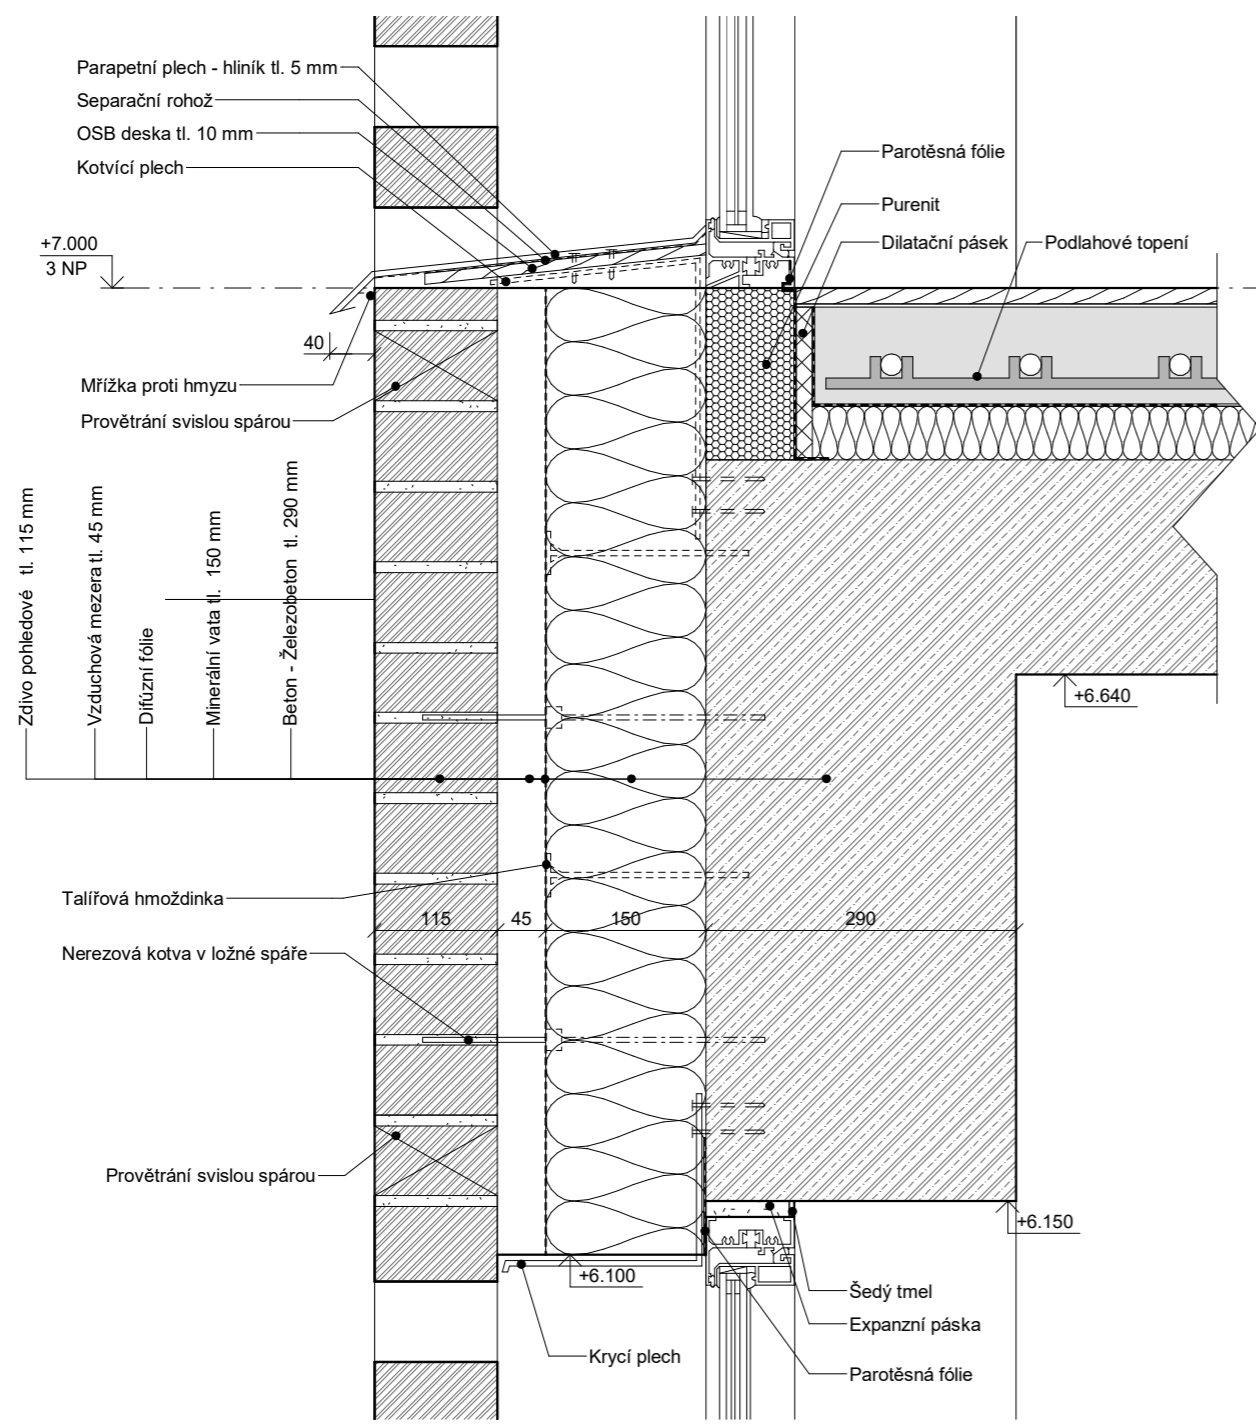 Parapetní plech - hliník tl. 5 mm
Separační rohož
OSB deska tl. 10 mm
Kotvící plech
Parotěsná fólie
Purenit
Dilatační pásek
Podlahové topení
+7.000
3 NP
40
Mřížka proti hmyzu
Provětrání svislou spárou
Zdivo pohledové tl. 115 mm
Vzduchová mezera tl. 45 mm
Difúzní fólie
Minerální vata tl. 150 mm
Beton - Železobeton tl. 290 mm
+6.640
Talířová hmoždinka
115
45
150
290
Nerezová kotva v ložné spáře
Provětrání svislou spárou
+6.150
+6.100
Šedý tmel
Expanzní páska
Krycí plech
Parotěsná fólie